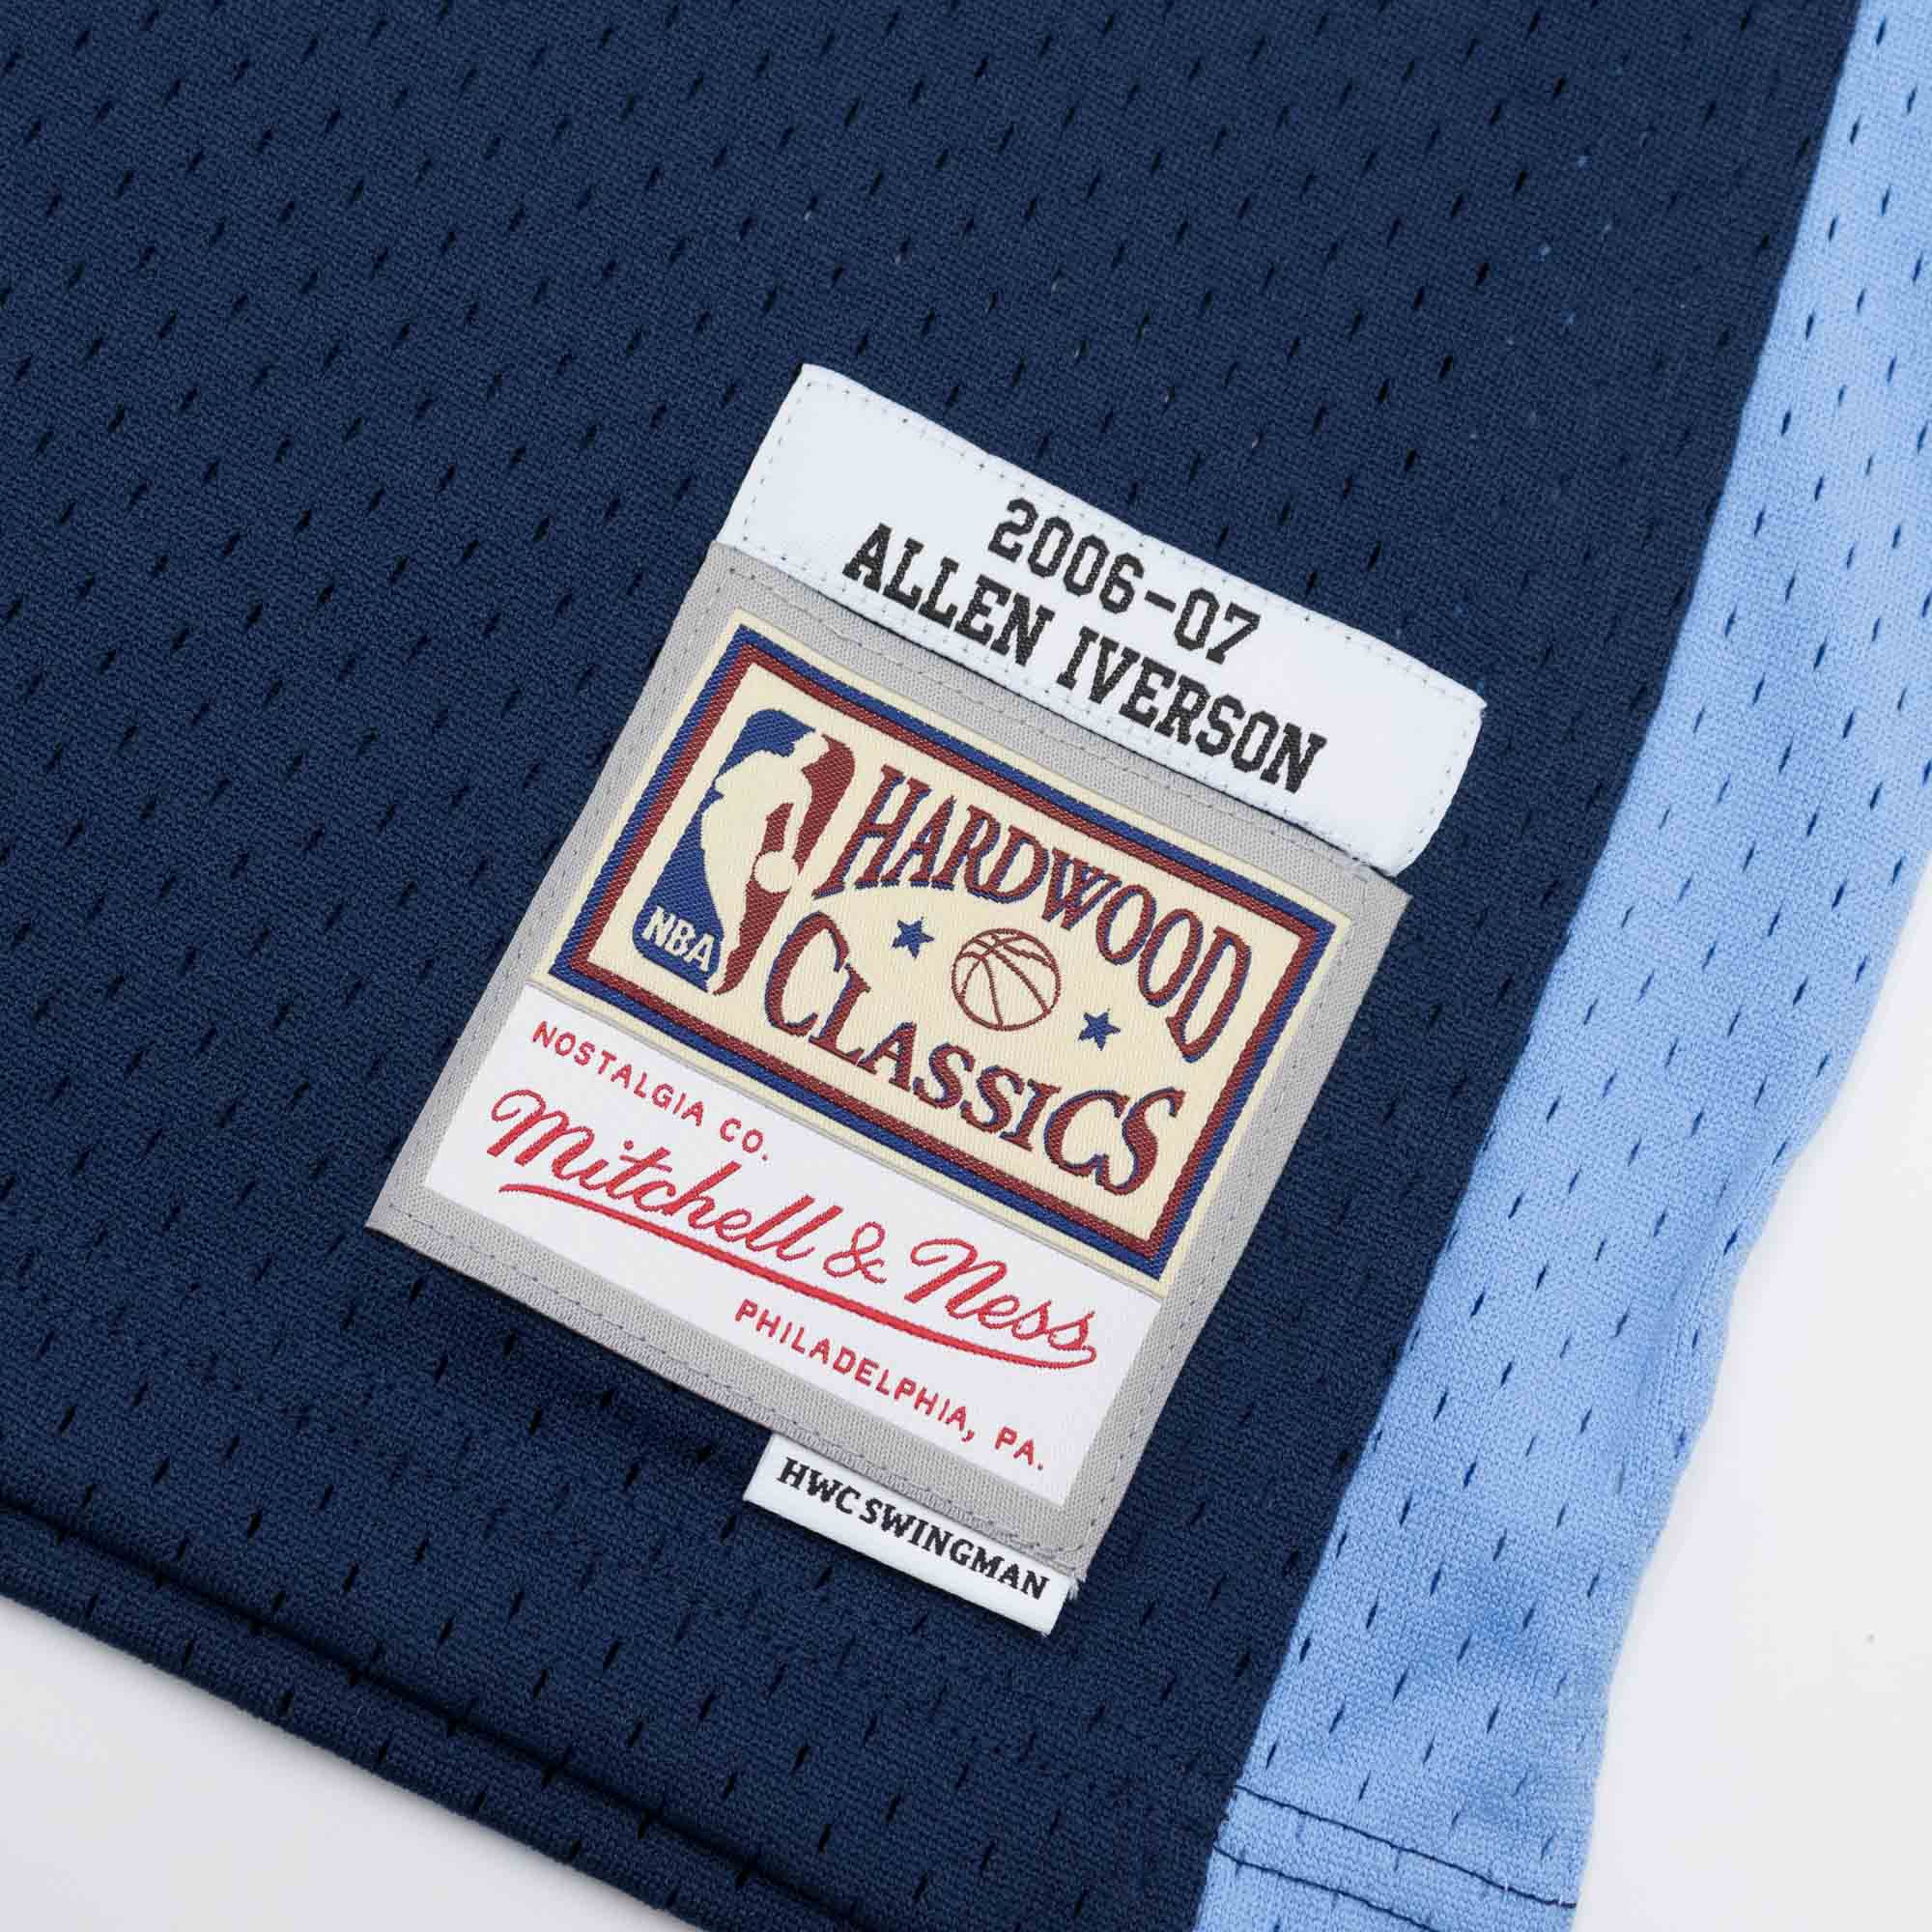 2006-07
ALLEN IVERSON
NBA
HARDWOOD
CLASSICS
NOSTALGIA CO.
Mitchell & Ness
PHILADELPHIA, PA.
HWC SWINGMAN